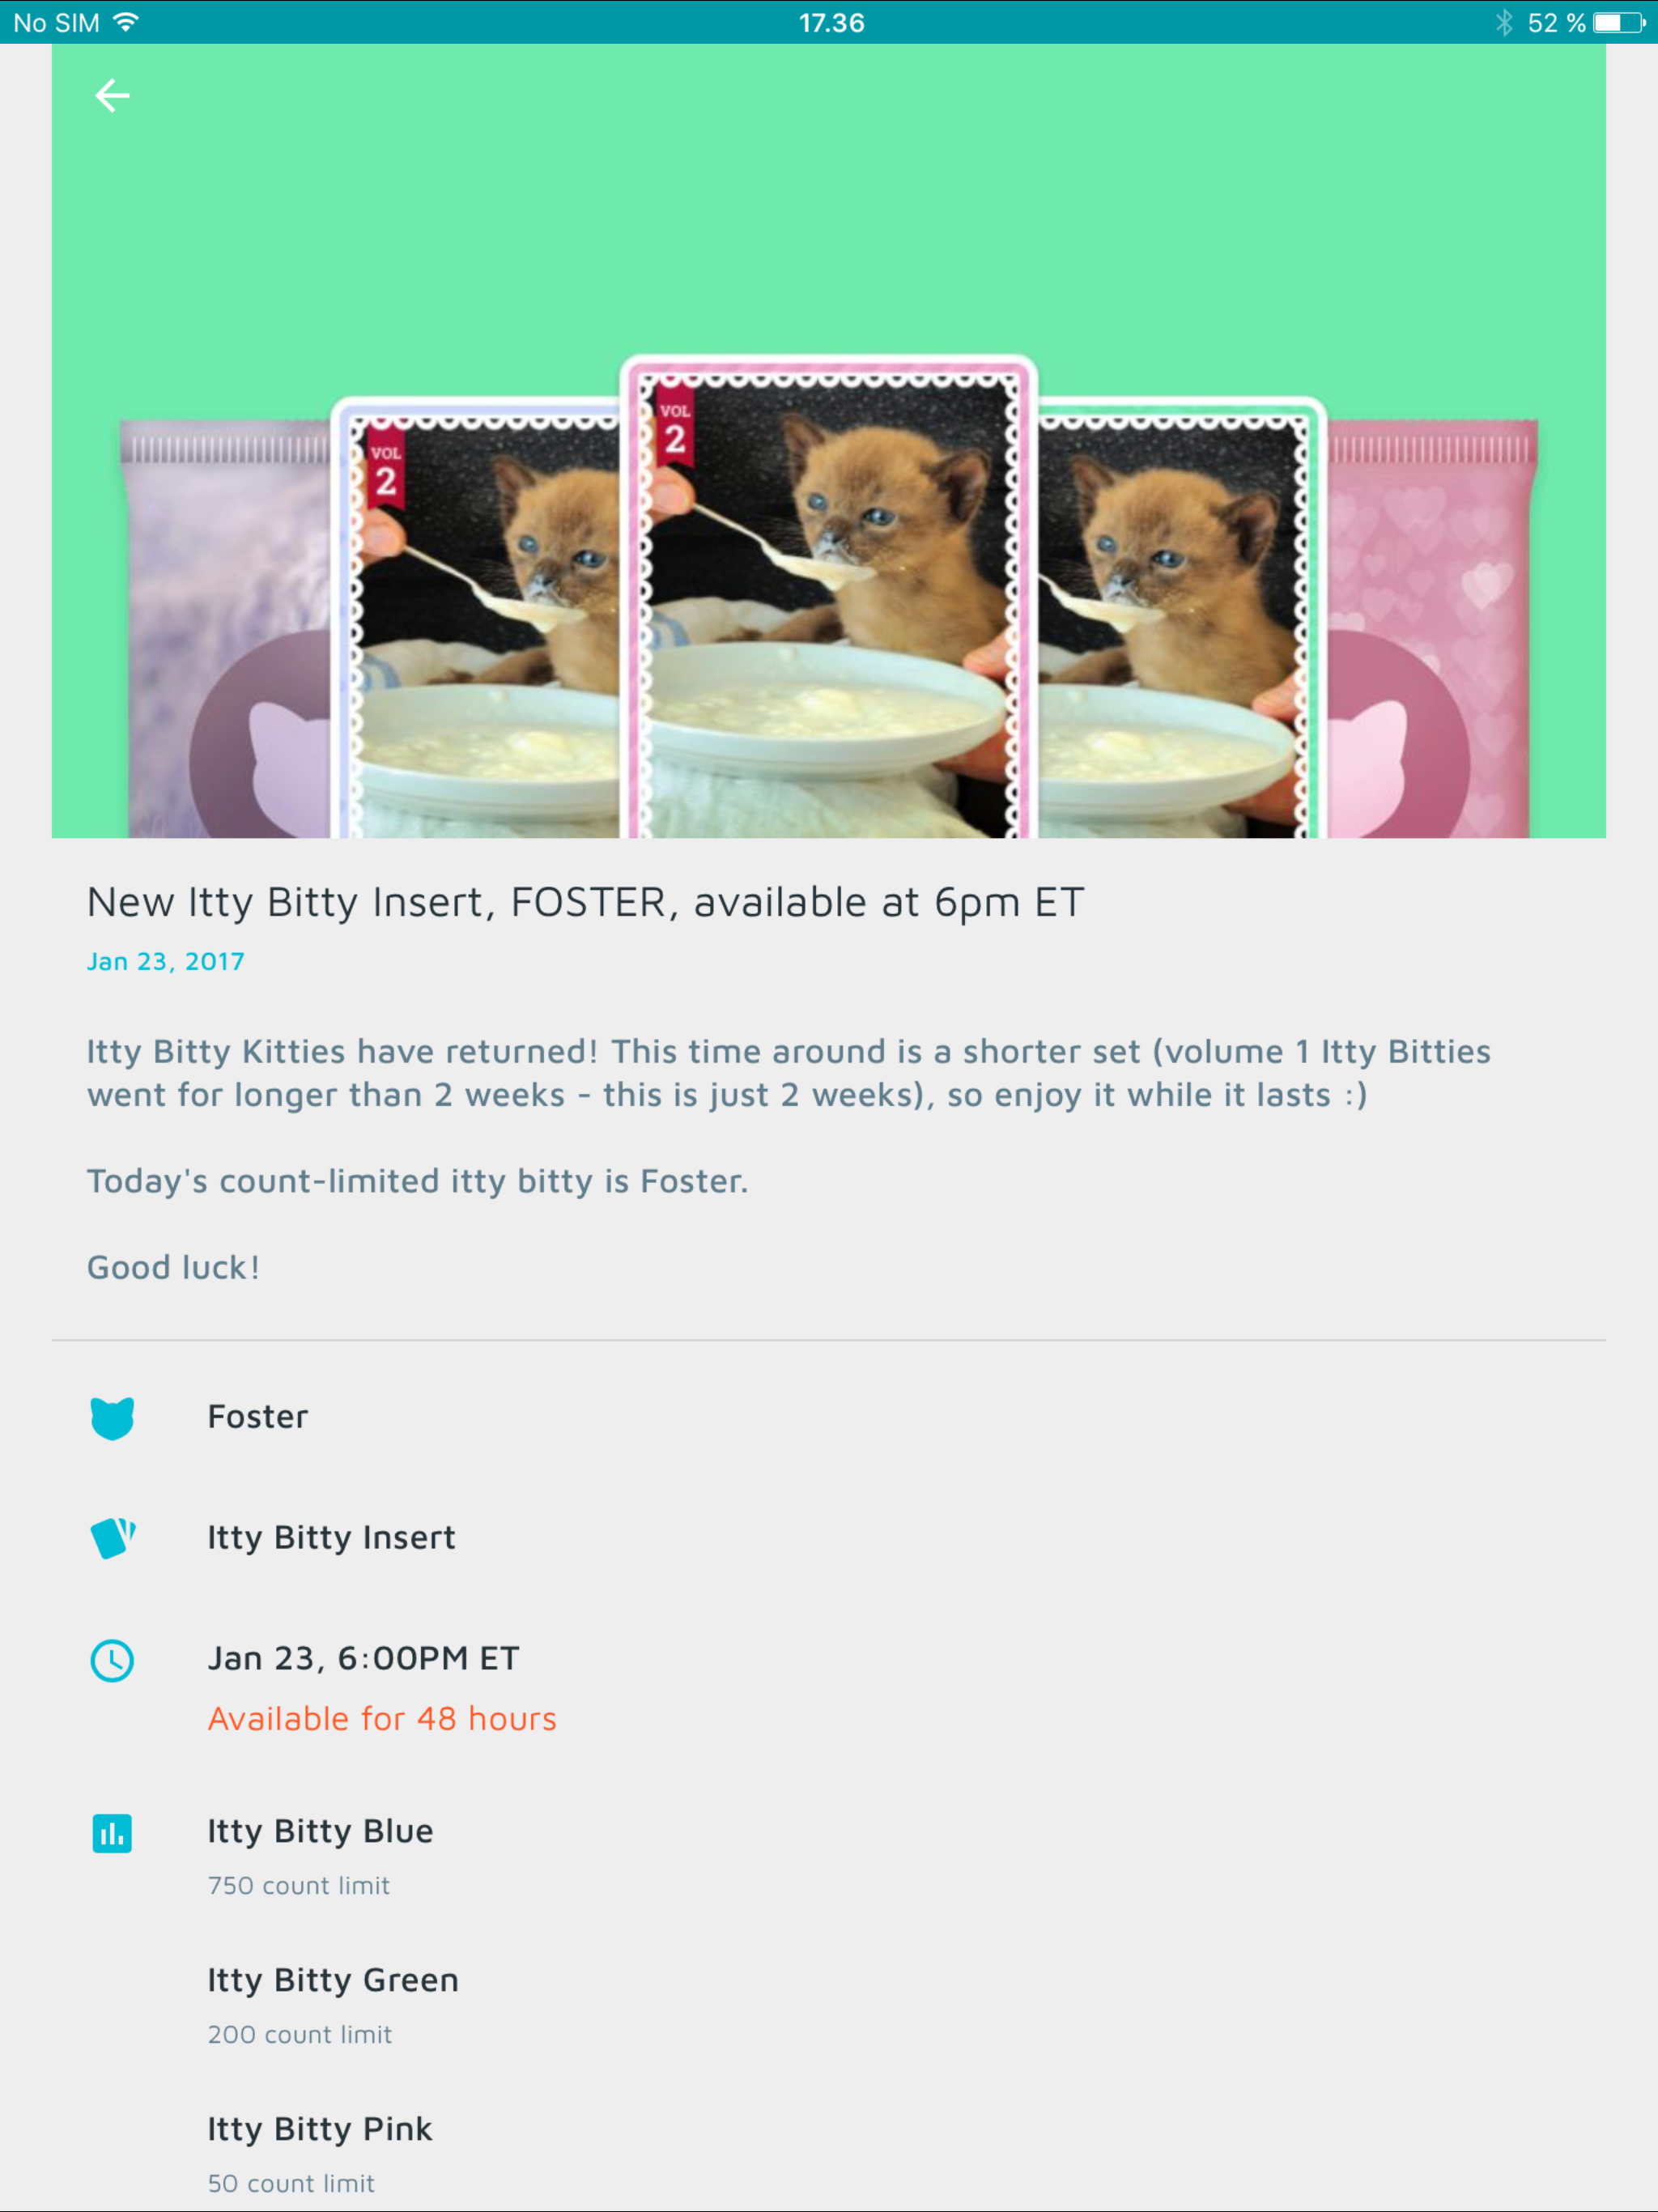 No SIM
17.36
52 %
VOL
2
VOL
2
New Itty Bitty Insert, FOSTER, available at 6pm ET
Jan 23, 2017
Itty Bitty Kitties have returned! This time around is a shorter set (volume 1 Itty Bitties
went for longer than 2 weeks - this is just 2 weeks), so enjoy it while it lasts :)
Today's count-limited itty bitty is Foster.
Good luck!
Foster
Itty Bitty Insert
Jan 23, 6:00PM ET
Available for 48 hours
Itty Bitty Blue
750 count limit
Itty Bitty Green
200 count limit
Itty Bitty Pink
50 count limit